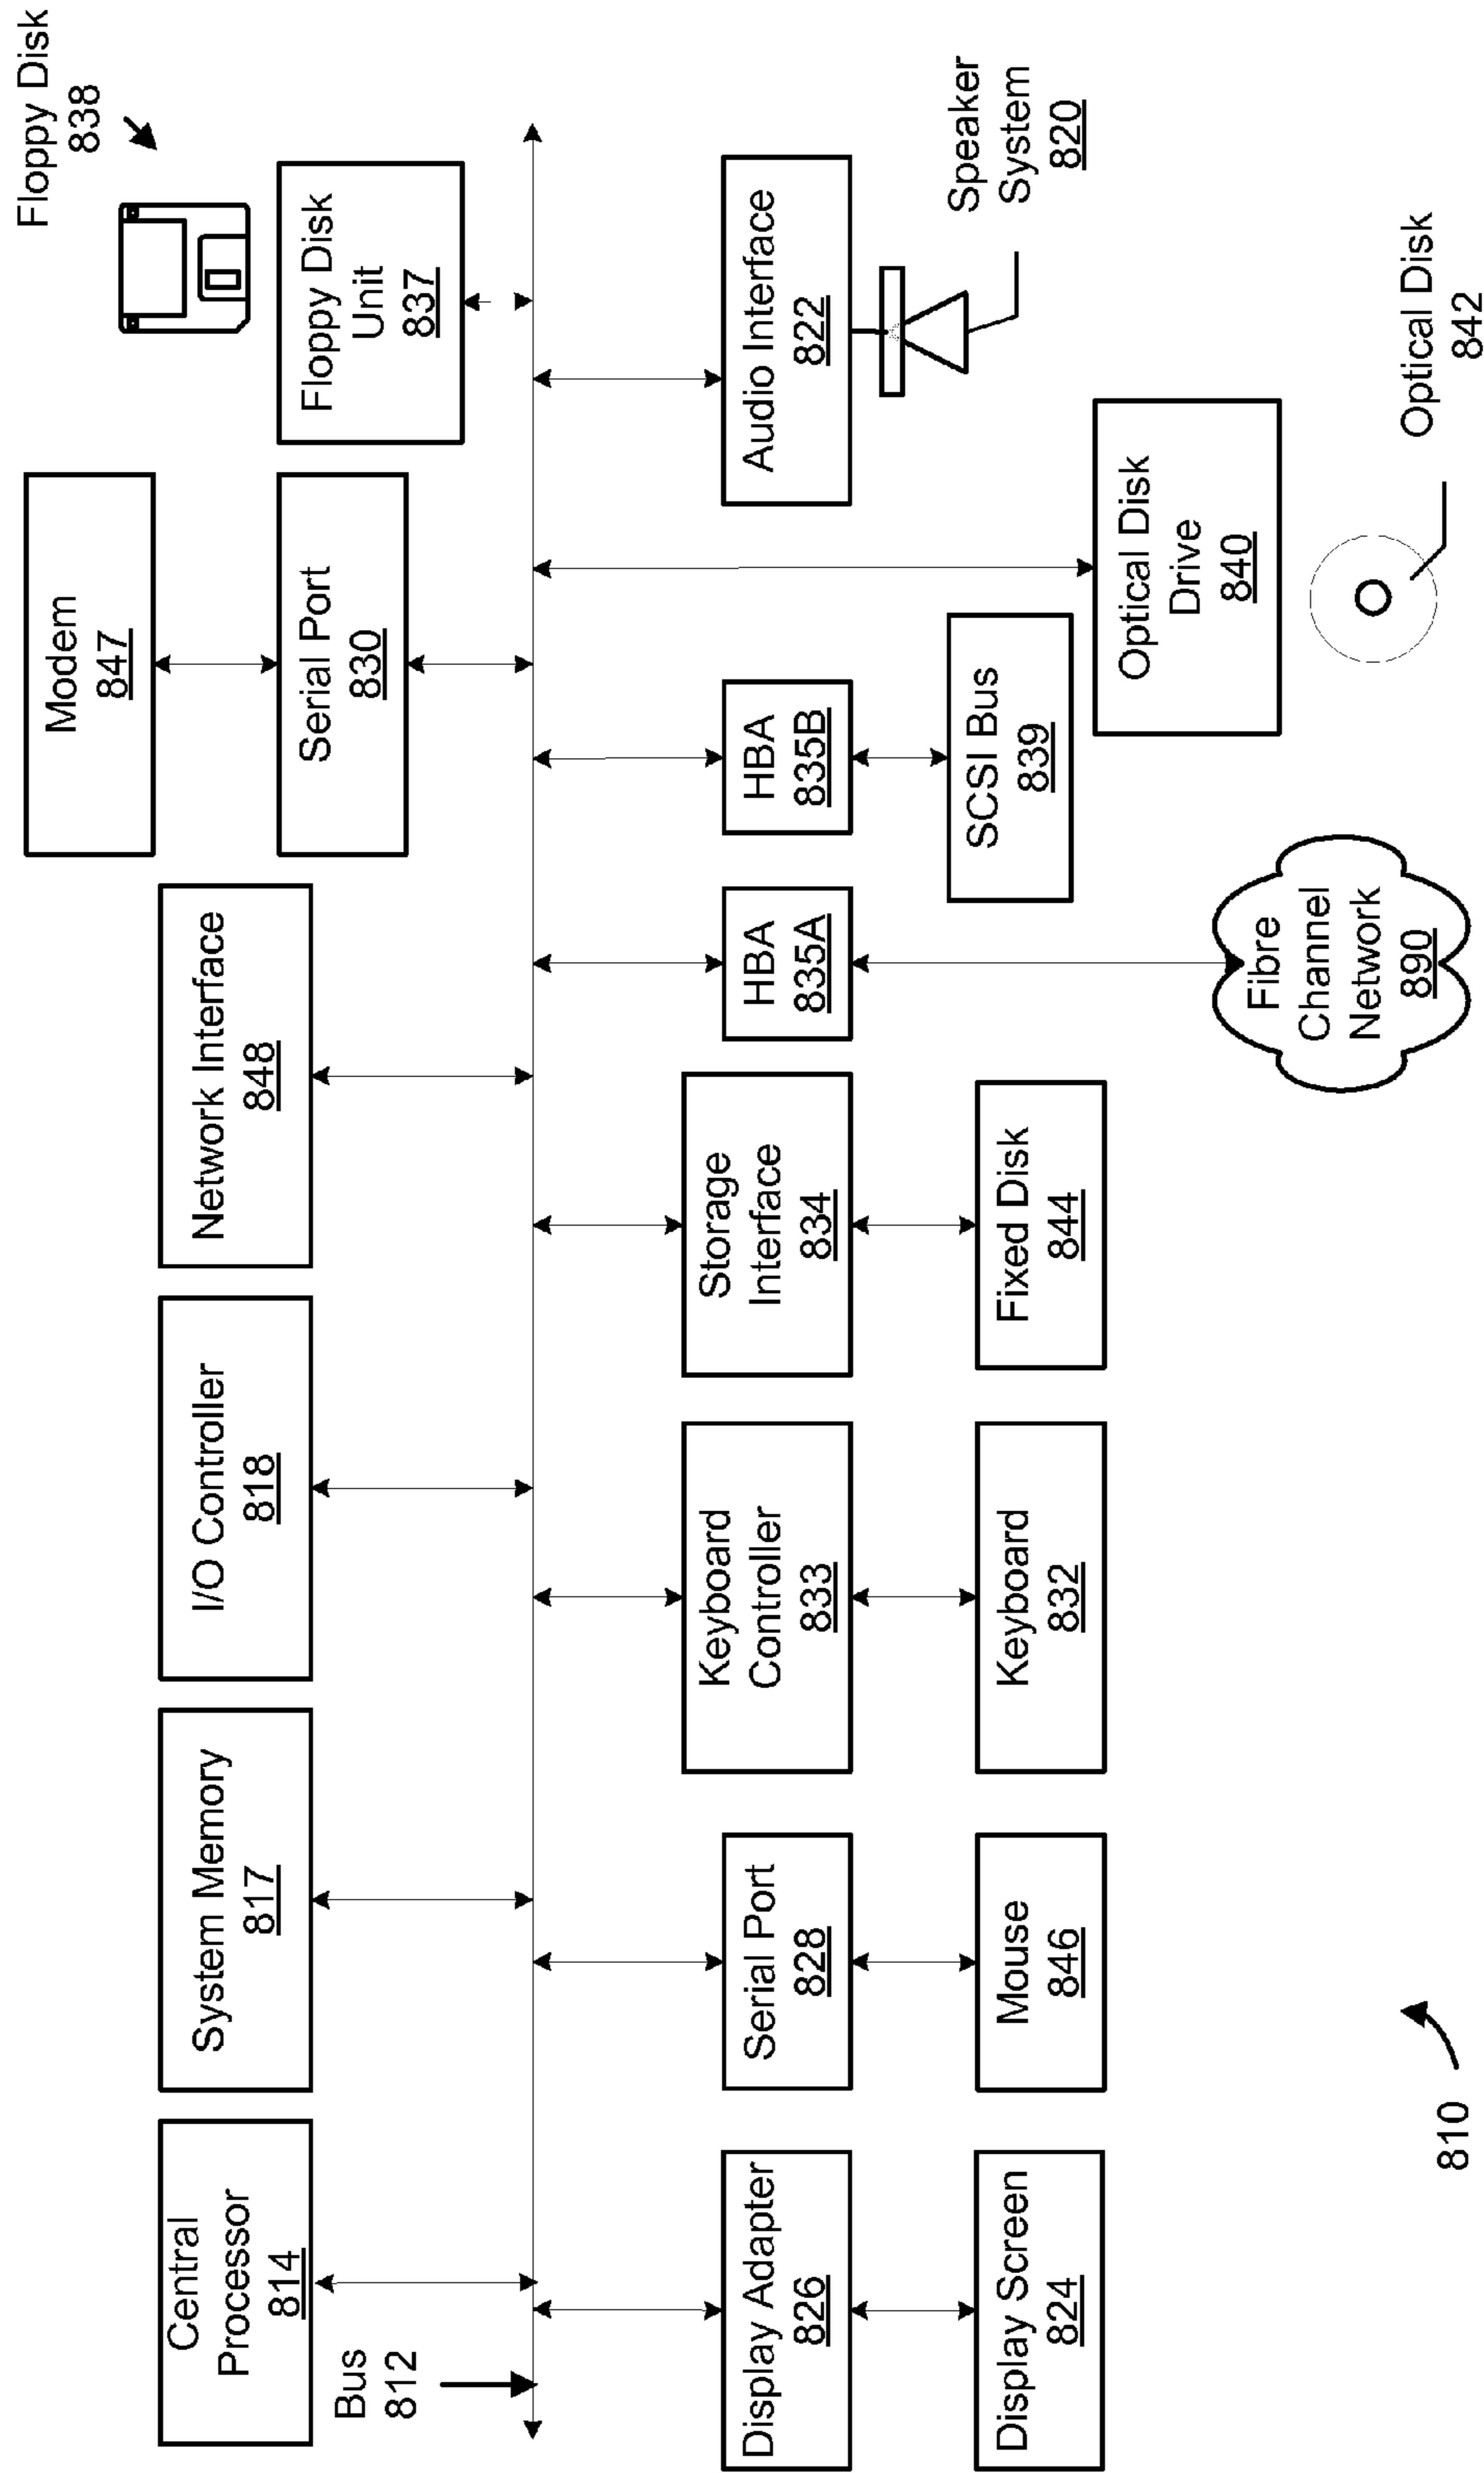 Floppy Disk
838
Modem
847
Central
Processor
814
System Memory
817
I/O Controller
818
Network Interface
848
Serial Port
830
Floppy Disk
Unit
837
Bus
812
Display Adapter
826
Serial Port
828
Keyboard
Controller
833
Storage
Interface
834
HBA
835A
HBA
835B
Audio Interface
822
Speaker
System
820
Display Screen
824
Mouse
846
Keyboard
832
Fixed Disk
844
SCSI Bus
839
Optical Disk
Drive
840
Fibre
Channel
Network
890
Optical Disk
842
810